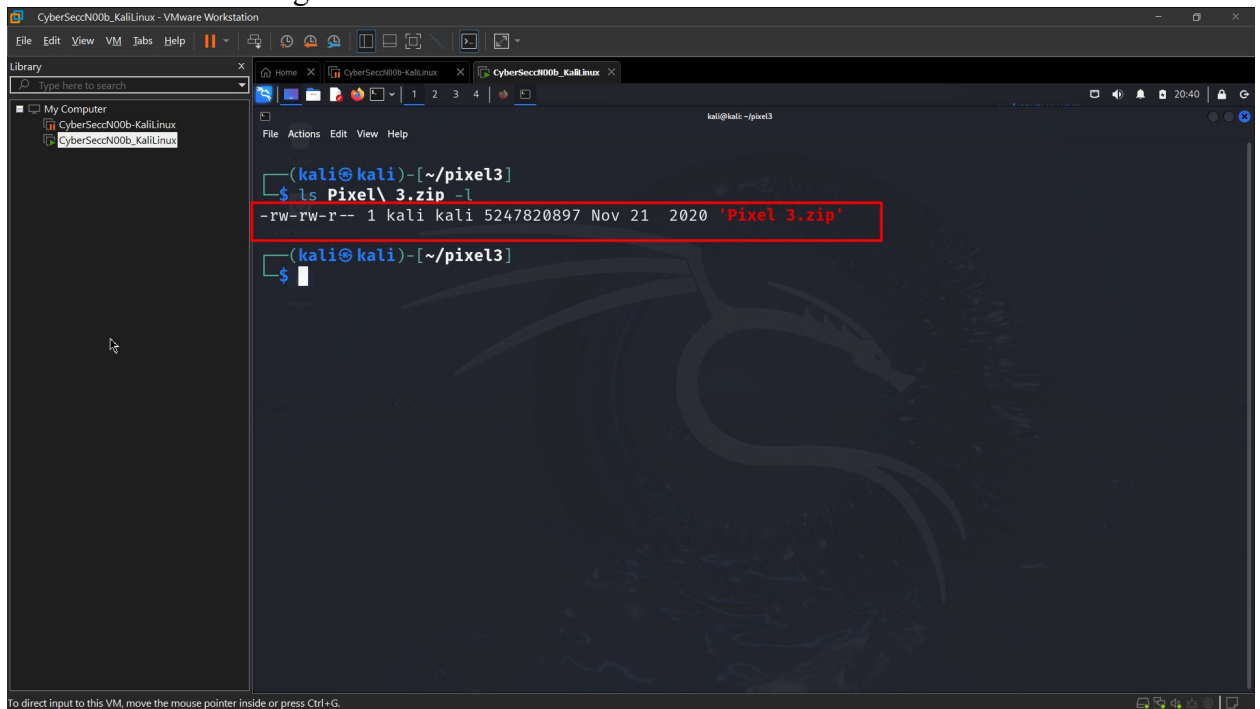 CyberSeccN00b_KaliLinux - VMware Workstation
File Edit View VM Tabs Help
Library
Type here to search
My Computer
CyberSeccN00b-KaliLinux
CyberSeccN00b_KaliLinux
Home CyberSeccN00b-KaliLinux CyberSeccN00b_KaliLinux
1 2 3 4 20:40
kali@kali: ~/pixel3
File Actions Edit View Help
┌──(kali㉿kali)-[~/pixel3]
└─$ ls Pixel\ 3.zip -l
-rw-rw-r-- 1 kali kali 5247820897 Nov 21  2020 'Pixel 3.zip'
┌──(kali㉿kali)-[~/pixel3]
└─$
To direct input to this VM, move the mouse pointer inside or press Ctrl+G.